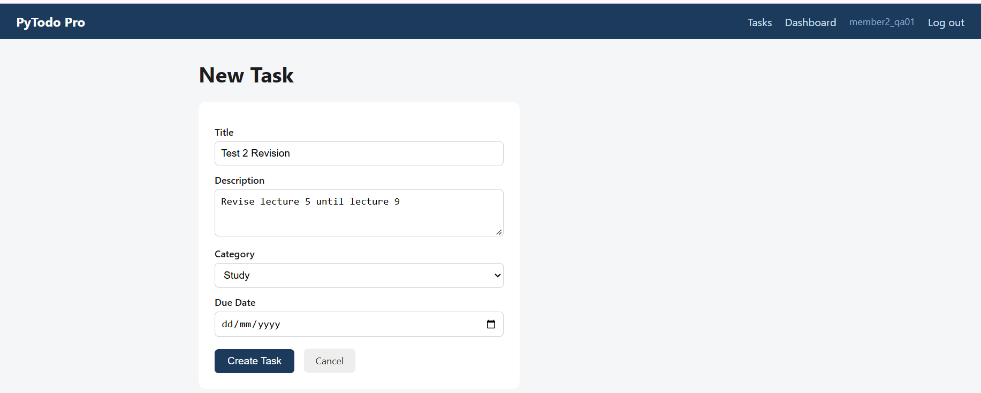 PyTodo Pro
Tasks Dashboard member2_qa01 Log out
New Task
Title
Test 2 Revision
Description
Revise lecture 5 until lecture 9
Category
Study
Due Date
dd/mm/yyyy
Create Task Cancel